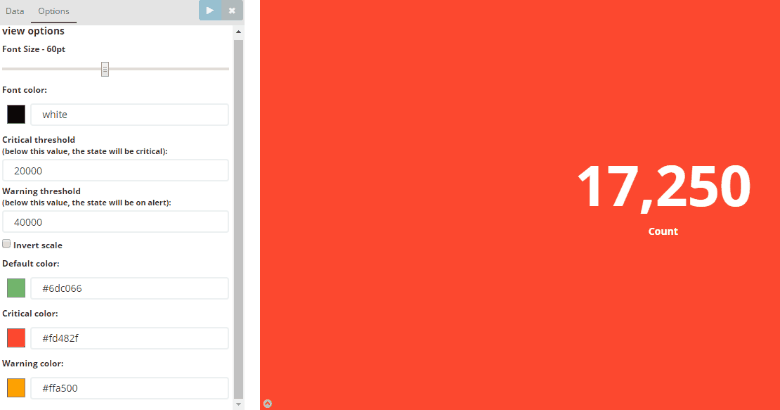 Data Options
view options
Font Size - 60pt
Font color:
white
Critical threshold
(below this value, the state will be critical):
20000
Warning threshold
(below this value, the state will be on alert):
40000
Invert scale
Default color:
#6dc066
Critical color:
#fd482f
Warning color:
#ffa500
17,250
Count